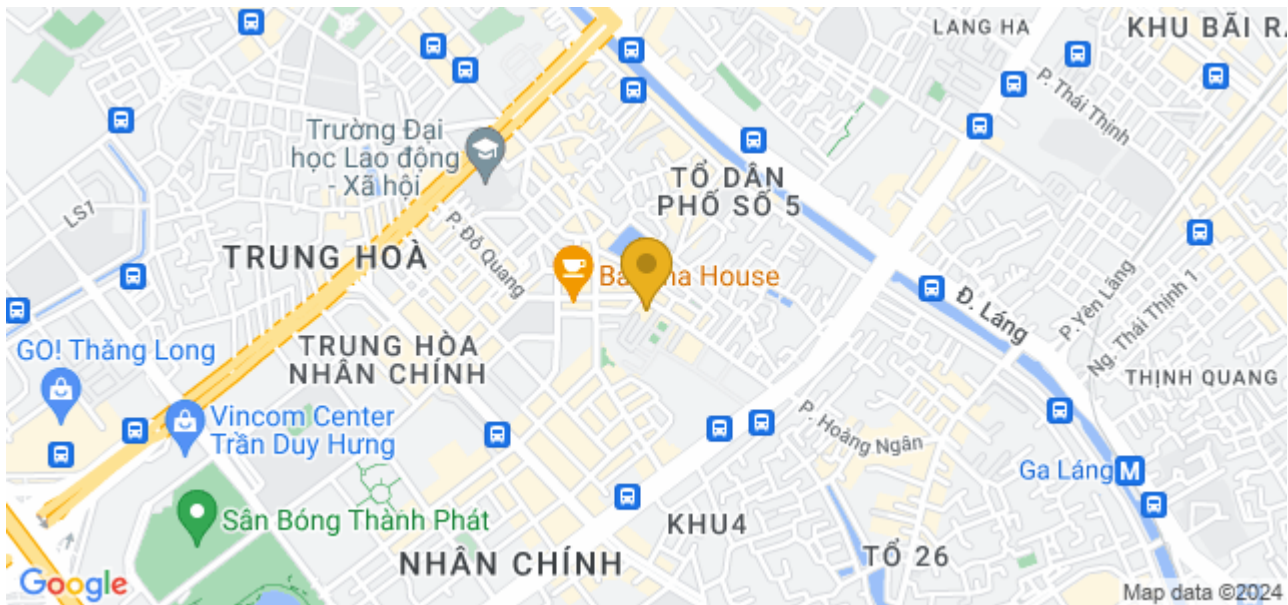 LANG HA
KHU BÃI RÁ
P. Thái Thịnh
Trường Đại
học Lao động
- Xã hội
TỔ DÂN
PHỐ SỐ 5
LS7
P. Đỗ Quang
TRUNG HOÀ
House
P. Yên Lãng
Ng. Thái Thịnh 1
Đ. Láng
GO! Thăng Long
TRUNG HÒA
NHÂN CHÍNH
THỊNH QUANG
Vincom Center
Trần Duy Hưng
P. Hoàng Ngân
Ga Láng
M
Sân Bóng Thành Phát
KHU4
NHÂN CHÍNH
TỔ 26
Google
Map data ©2024